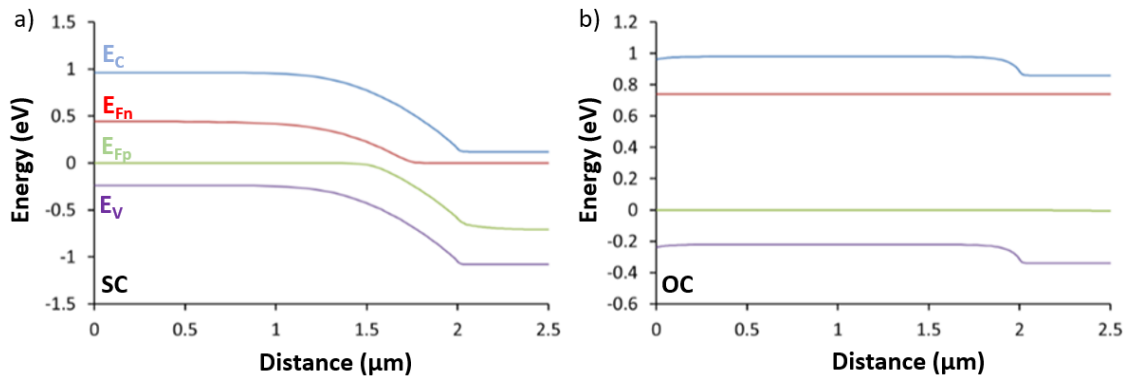 a)
1.5
1
0.5
0
-0.5
-1
-1.5
E_C
E_Fn
E_Fp
E_V
SC
Energy (eV)
0 0.5 1 1.5 2 2.5
Distance (µm)
b)
1.2
1
0.8
0.6
0.4
0.2
0
-0.2
-0.4
-0.6
OC
Energy (eV)
0 0.5 1 1.5 2 2.5
Distance (µm)